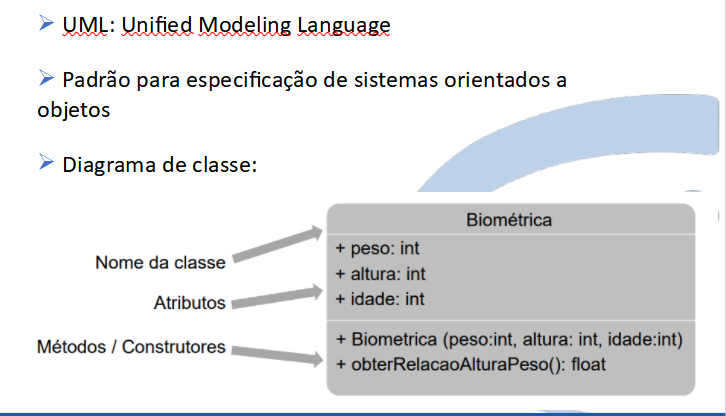 UML: Unified Modeling Language
Padrão para especificação de sistemas orientados a
objetos
Diagrama de classe:
Biométrica
Nome da classe
+ peso: int
+ altura: int
+ idade: int
Atributos
Métodos / Construtores
+ Biometrica (peso:int, altura: int, idade:int)
+ obterRelacaoAlturaPeso(): float